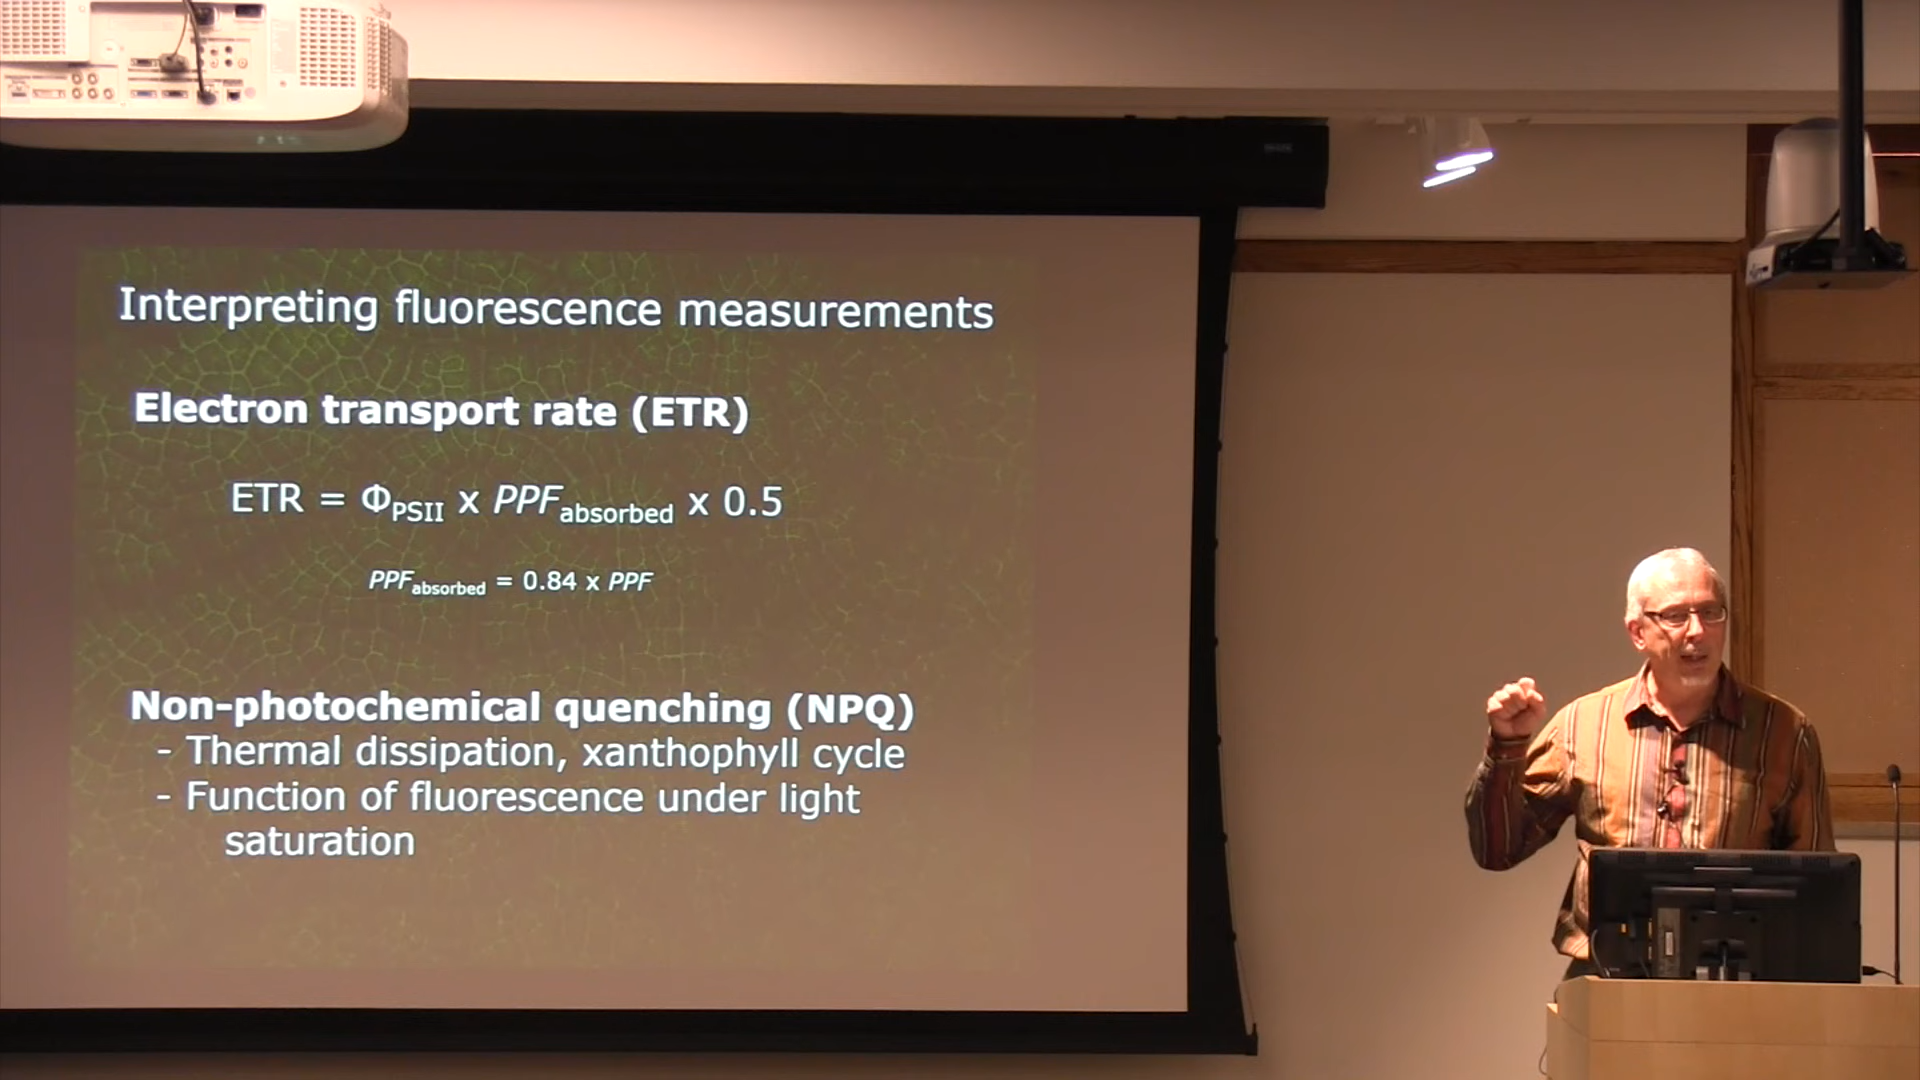 Interpreting fluorescence measurements
Electron transport rate (ETR)
ETR = ΦPSII x PPFabsorbed x 0.5
PPFabsorbed = 0.84 x PPF
Non-photochemical quenching (NPQ)
- Thermal dissipation, xanthophyll cycle
- Function of fluorescence under light
saturation